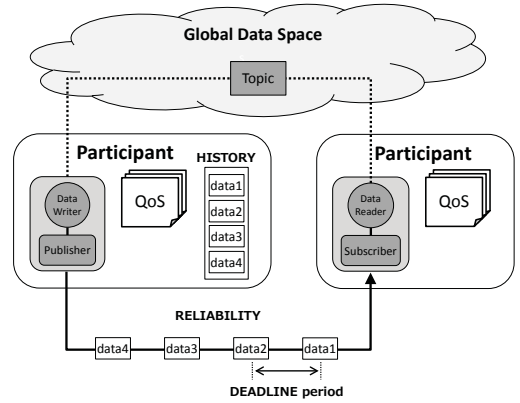 Global Data Space
Topic
Participant
HISTORY
data1
data2
data3
data4
Data
Writer
Publisher
QoS
Participant
Data
Reader
Subscriber
QoS
RELIABILITY
data4
data3
data2
data1
DEADLINE period